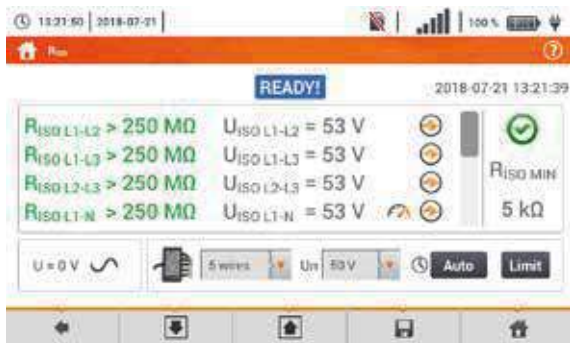 13:21:50 | 2018-07-21 | 100 %
RISO
READY! 2018-07-21 13:21:39
RISO L1-L2 > 250 MΩ UISO L1-L2 = 53 V
RISO L1-L3 > 250 MΩ UISO L1-L3 = 53 V
RISO L2-L3 > 250 MΩ UISO L2-L3 = 53 V
RISO L1-N > 250 MΩ UISO L1-N = 53 V
RISO MIN
5 kΩ
U=0 V 5 wires Un 50 V Auto Limit